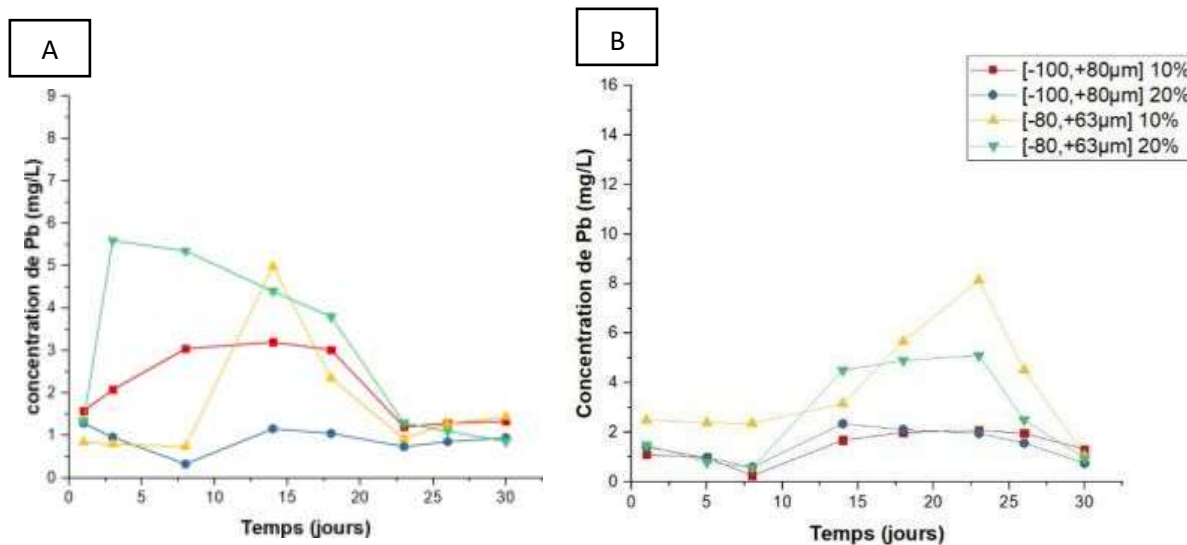 A
B
[-100,+80µm] 10%
[-100,+80µm] 20%
[-80,+63µm] 10%
[-80,+63µm] 20%
concentration de Pb (mg/L)
9
8
7
6
5
4
3
2
1
0
0 5 10 15 20 25 30
Temps (jours)
Concentration de Pb (mg/L)
16
14
12
10
8
6
4
2
0
0 5 10 15 20 25 30
Temps (jours)